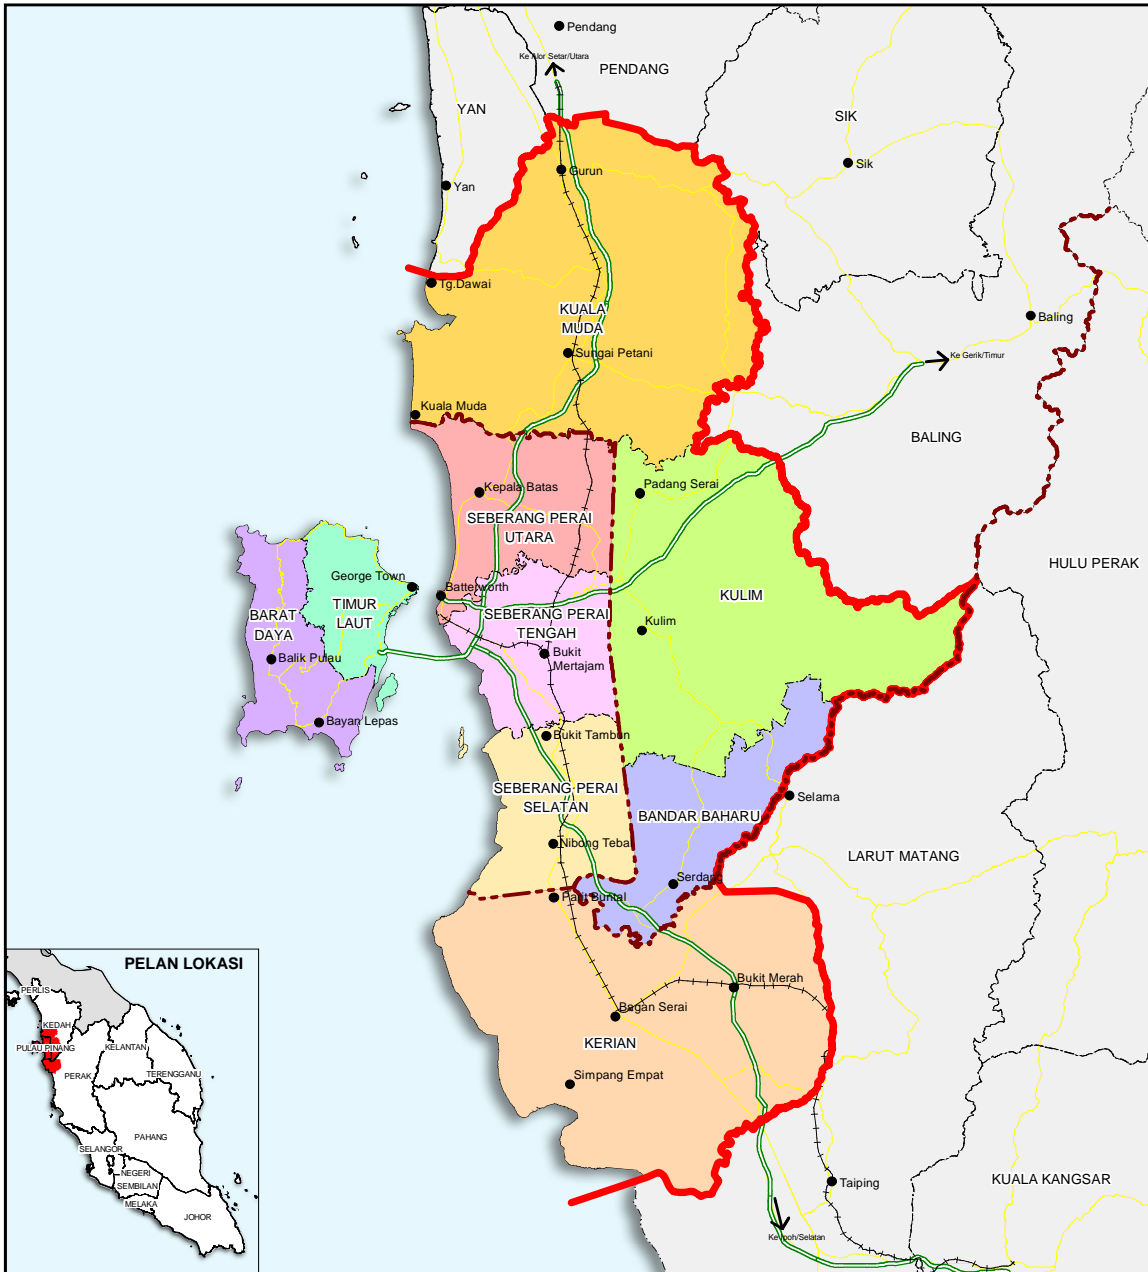 Pendang
Ke Alor Setar/Utara
PENDANG
YAN
SIK
Sik
Gurun
Yan
Tg.Dawai
KUALA
MUDA
Baling
Sungai Petani
Ke Gerik/Timur
Kuala Muda
BALING
Kepala Batas
Padang Serai
SEBERANG PERAI
UTARA
HULU PERAK
George Town
Batterworth
KULIM
BARAT
DAYA
TIMUR
LAUT
SEBERANG PERAI
TENGAH
Kulim
Balik Pulau
Bukit
Mertajam
Bayan Lepas
Bukit Tambun
SEBERANG PERAI
SELATAN
Selama
BANDAR BAHARU
Nibong Tebal
LARUT MATANG
Serdang
Parit Buntar
PELAN LOKASI
Bukit Merah
PERLIS
Bagan Serai
KEDAH
KERIAN
PULAU PINANG
KELANTAN
PERAK
TERENGGANU
Simpang Empat
PAHANG
SELANGOR
NEGERI
SEMBILAN
MELAKA
JOHOR
Taiping
KUALA KANGSAR
Ke Ipoh/Selatan